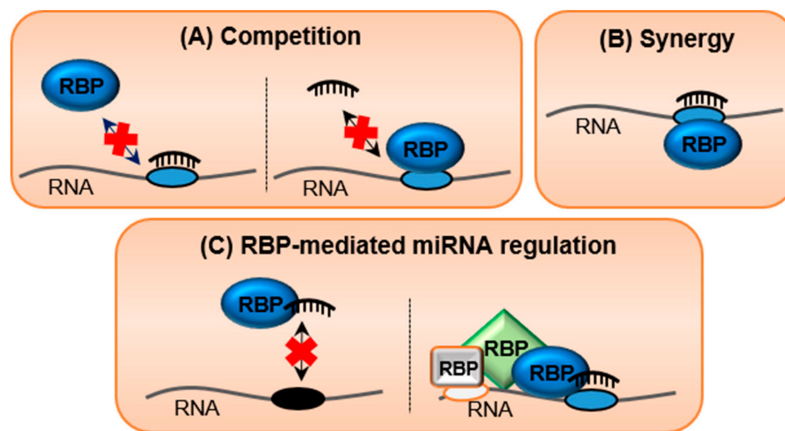 (A) Competition
RBP
RNA
RBP
RNA
(B) Synergy
RNA
RBP
(C) RBP-mediated miRNA regulation
RBP
RNA
RBP
RBP
RBP
RNA